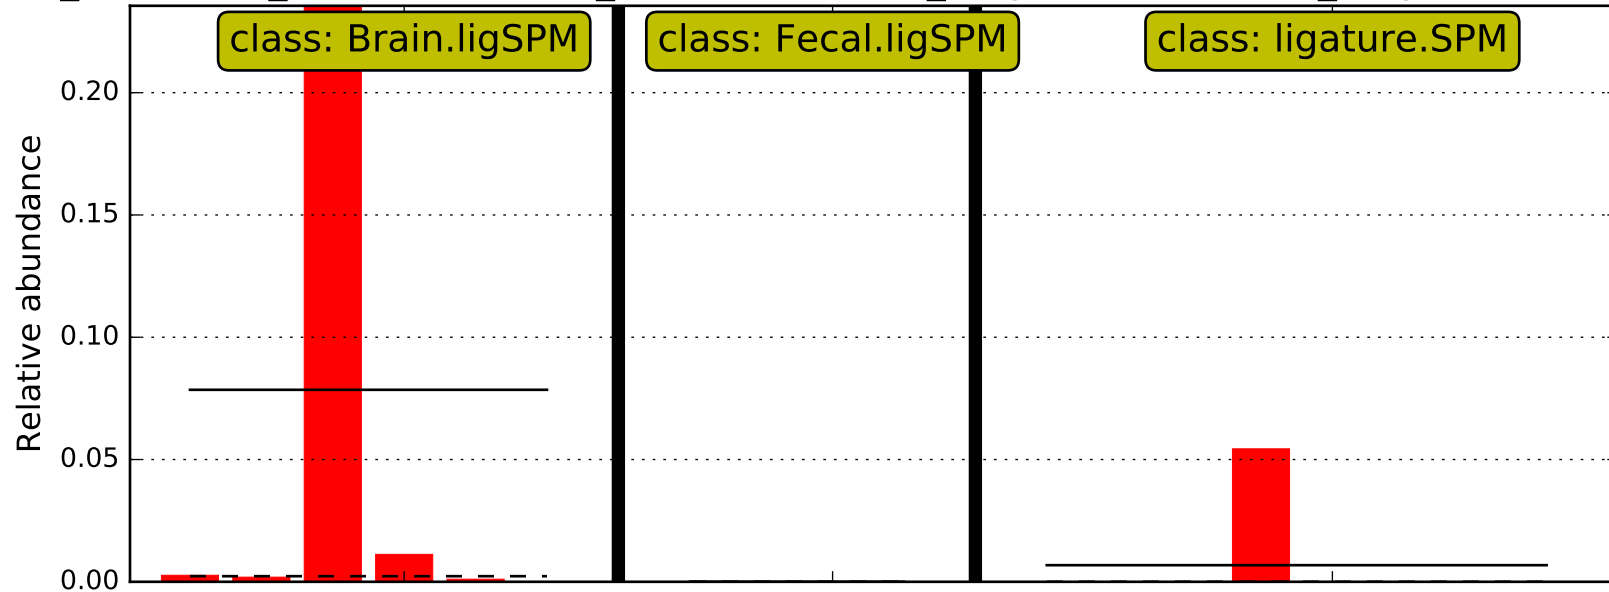 class: Brain.ligSPM
class: Fecal.ligSPM
class: ligature.SPM
Relative abundance
0.20
0.15
0.10
0.05
0.00